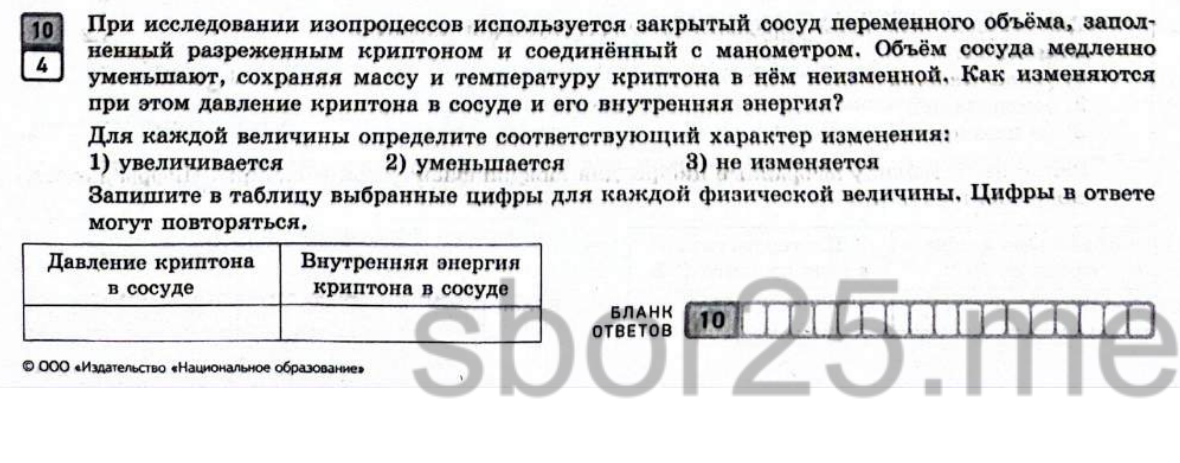 10
4
При исследовании изопроцессов используется закрытый сосуд переменного объёма, запол-
ненный разреженным криптоном и соединённый с манометром. Объём сосуда медленно
уменьшают, сохраняя массу и температуру криптона в нём неизменной. Как изменяются
при этом давление криптона в сосуде и его внутренняя энергия?
Для каждой величины определите соответствующий характер изменения:
1) увеличивается 2) уменьшается 3) не изменяется
Запишите в таблицу выбранные цифры для каждой физической величины. Цифры в ответе
могут повторяться.
Давление криптона
в сосуде
Внутренняя энергия
криптона в сосуде
БЛАНК
ОТВЕТОВ
10
© ООО «Издательство «Национальное образование»
sbor25.me